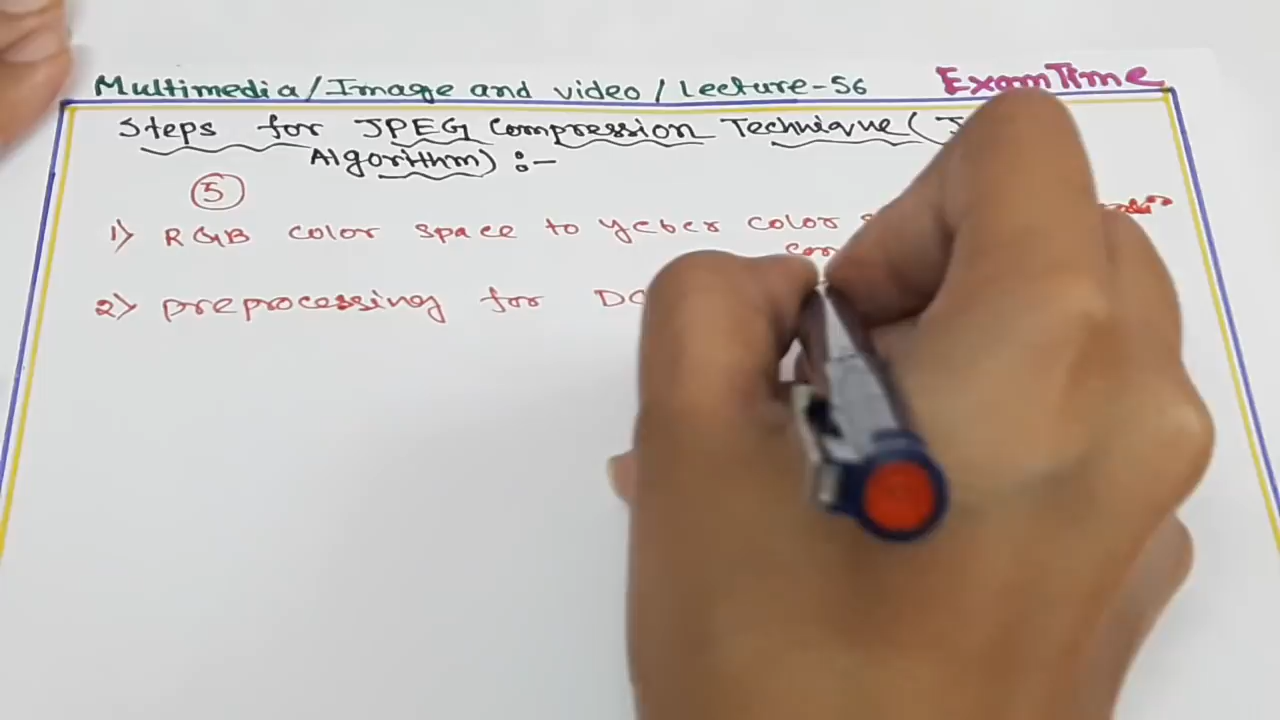 Multimedia/Image and video/Lecture-56 ExamTime
Steps for JPEG Compression Technique (J
Algorithm) :-
5
1) RGB color space to ycbcr color
2) preprocessing for